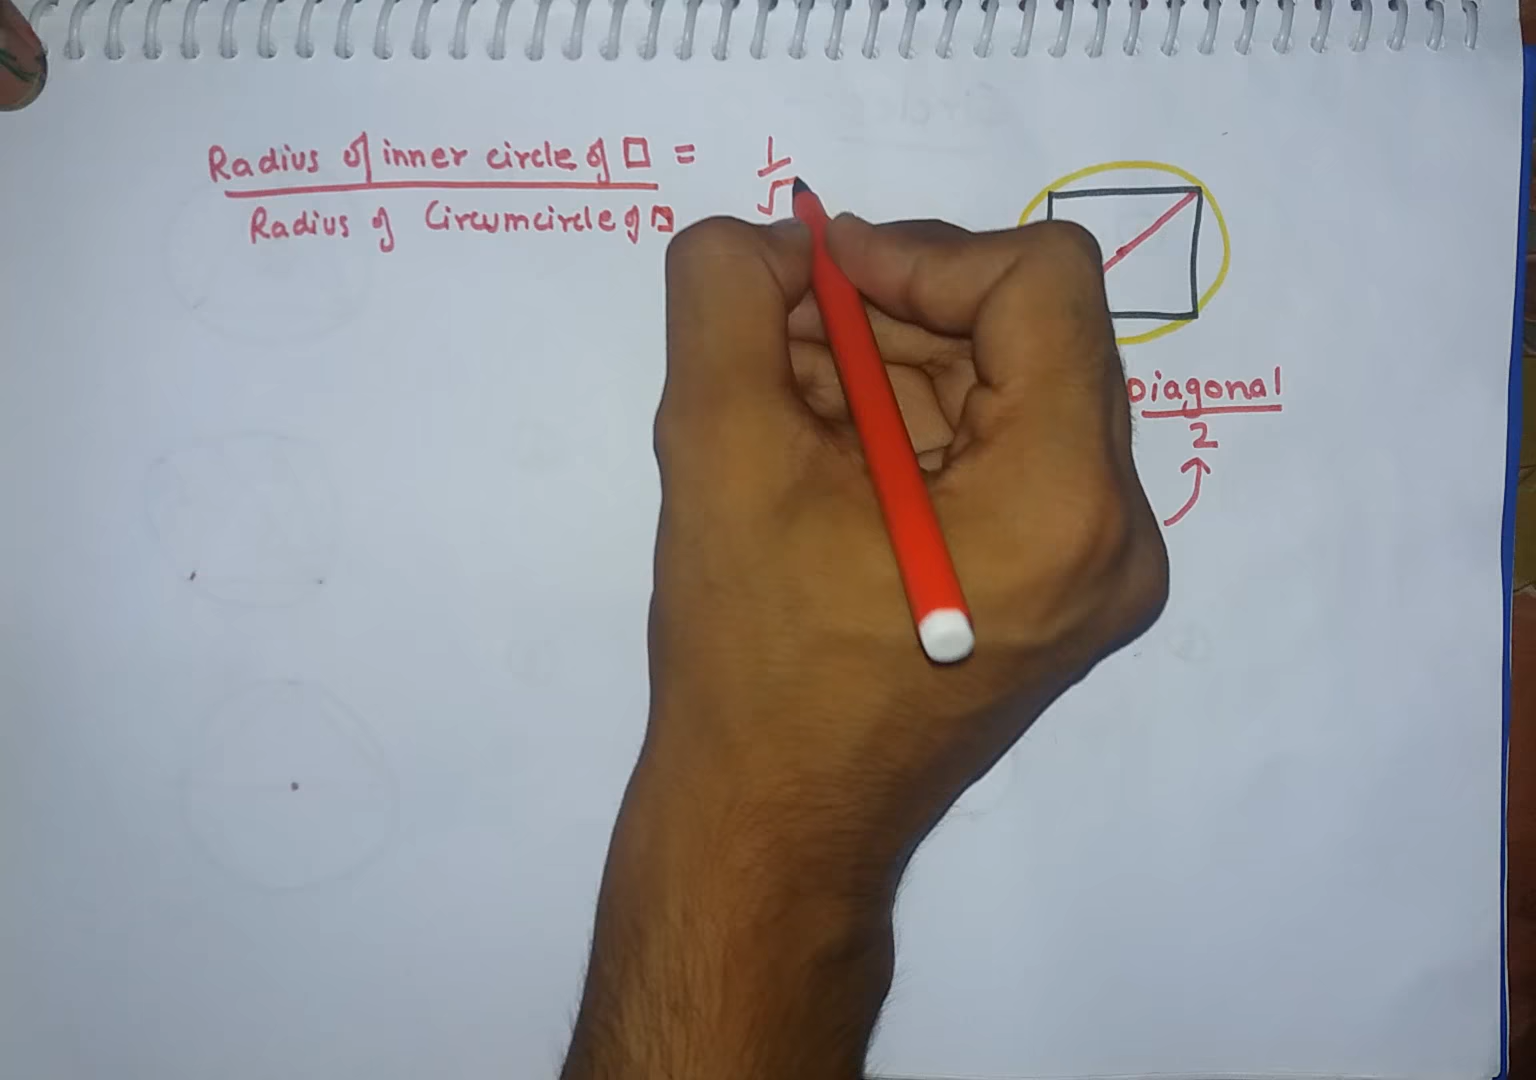 Radius of inner circle of □ = 1
Radius of Circumcircle of □ √
Diagonal
2